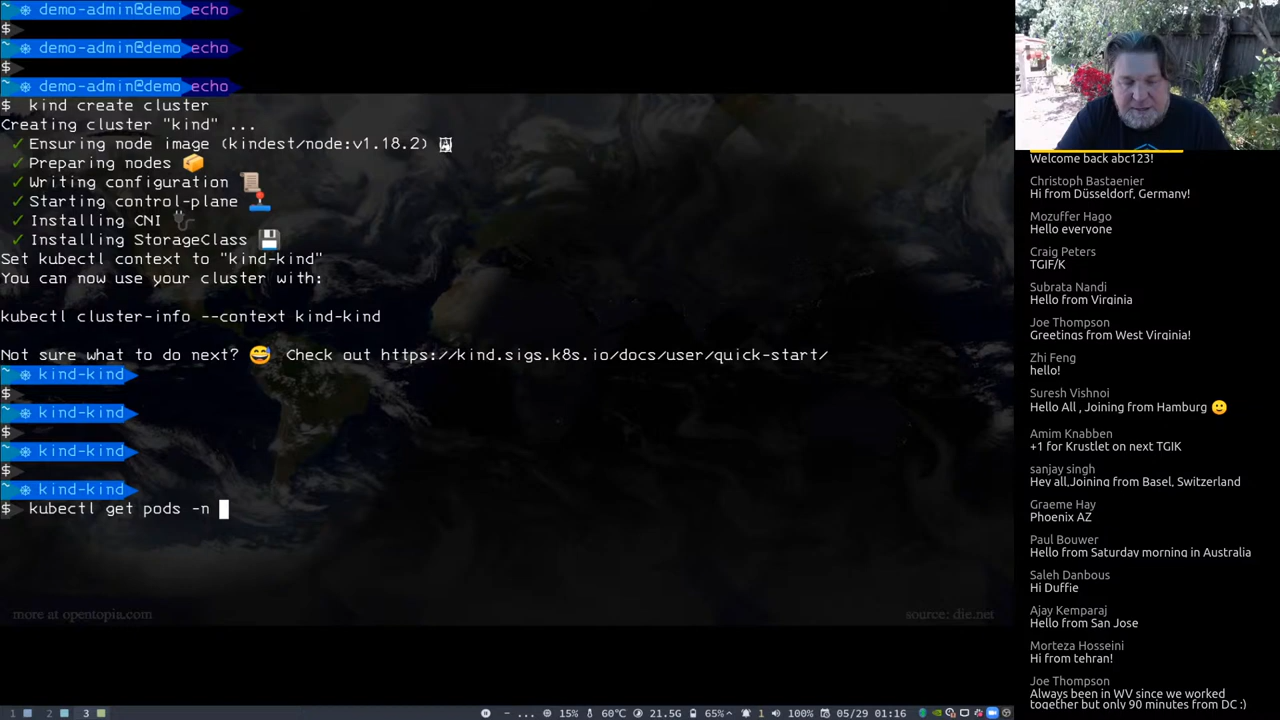 ~ ⎈ demo-admin@demo echo
$
~ ⎈ demo-admin@demo echo
$
~ ⎈ demo-admin@demo echo
$ kind create cluster
Creating cluster "kind" ...
✓ Ensuring node image (kindest/node:v1.18.2) 🖼
✓ Preparing nodes 📦
✓ Writing configuration 📜
✓ Starting control-plane 🕹️
✓ Installing CNI 🔌
✓ Installing StorageClass 💾
Set kubectl context to "kind-kind"
You can now use your cluster with:
kubectl cluster-info --context kind-kind
Not sure what to do next? 😅 Check out https://kind.sigs.k8s.io/docs/user/quick-start/
~ ⎈ kind-kind
$
~ ⎈ kind-kind
$
~ ⎈ kind-kind
$
~ ⎈ kind-kind
$ kubectl get pods -n
more at opentopia.com
source: die.net
1 2 3
- ... 15% 60℃ 21.5G 65% 1 100% 05/29 01:16
Welcome back abc123!
Christoph Bastaenier
Hi from Düsseldorf, Germany!
Mozuffer Hago
Hello everyone
Craig Peters
TGIF/K
Subrata Nandi
Hello from Virginia
Joe Thompson
Greetings from West Virginia!
Zhi Feng
hello!
Suresh Vishnoi
Hello All , Joining from Hamburg 🙂
Amim Knabben
+1 for Krustlet on next TGIK
sanjay singh
Hey all,Joining from Basel, Switzerland
Graeme Hay
Phoenix AZ
Paul Bouwer
Hello from Saturday morning in Australia
Saleh Danbous
Hi Duffie
Ajay Kemparaj
Hello from San Jose
Morteza Hosseini
Hi from tehran!
Joe Thompson
Always been in WV since we worked
together but only 90 minutes from DC :)